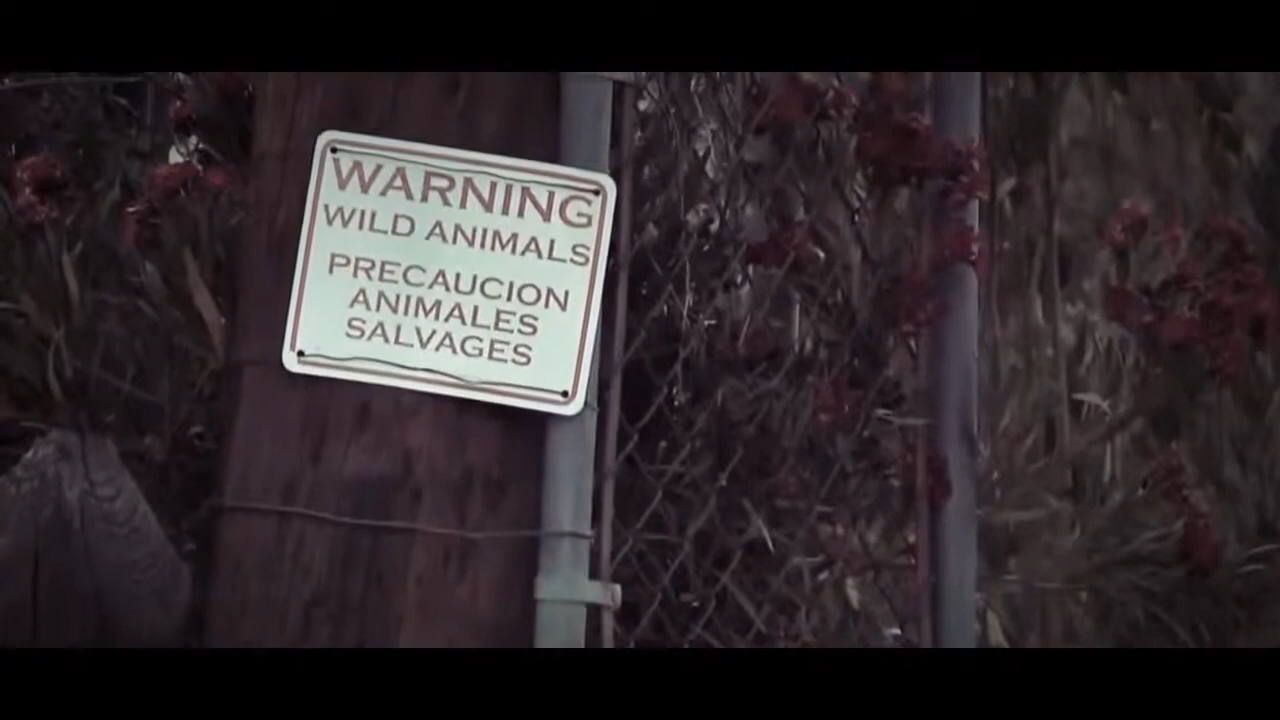 WARNING
WILD ANIMALS
PRECAUCION
ANIMALES
SALVAGES